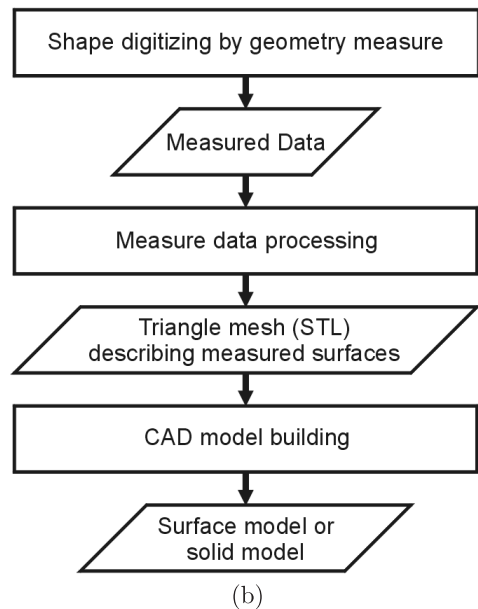 Shape digitizing by geometry measure
Measured Data
Measure data processing
Triangle mesh (STL)
describing measured surfaces
CAD model building
Surface model or
solid model
(b)